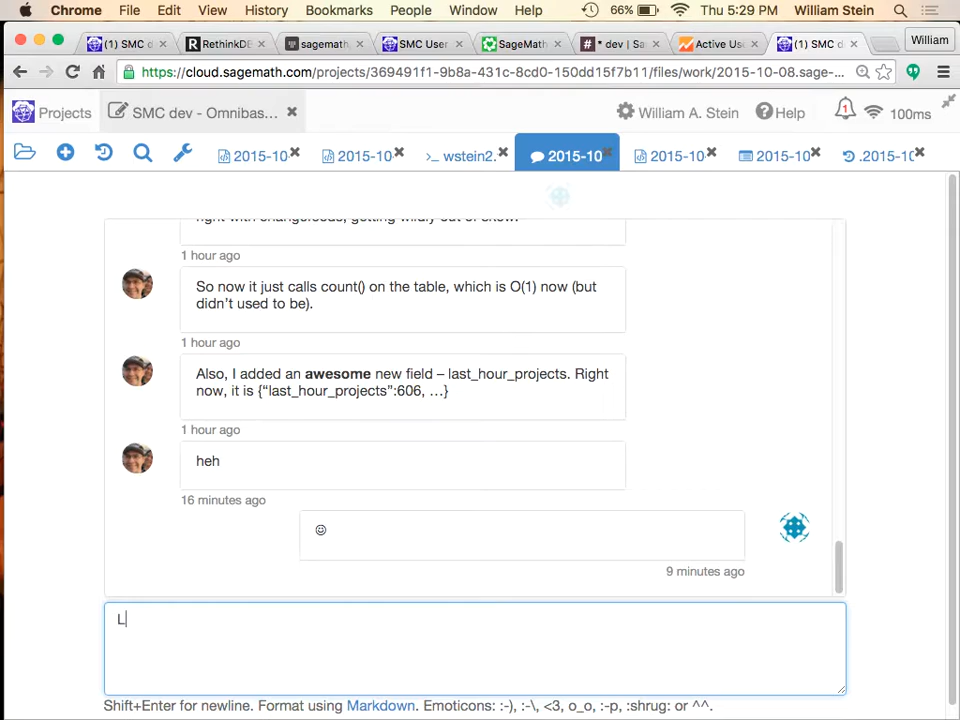 Chrome File Edit View History Bookmarks People Window Help 66% Thu 5:29 PM William Stein
(1) SMC d RethinkDB sagemath, SMC User SageMath * dev | Sa Active Use (1) SMC d William
https://cloud.sagemath.com/projects/369491f1-9b8a-431c-8cd0-150dd15f7b11/files/work/2015-10-08.sage-...
Projects SMC dev - Omnibas... William A. Stein Help 1 100ms
2015-10 2015-10 >_ wstein2. 2015-10 2015-10 2015-10 .2015-10
1 hour ago
So now it just calls count() on the table, which is O(1) now (but
didn't used to be).
1 hour ago
Also, I added an awesome new field – last_hour_projects. Right
now, it is {“last_hour_projects”:606, …}
1 hour ago
heh
16 minutes ago
☺
9 minutes ago
L
Shift+Enter for newline. Format using Markdown. Emoticons: :-), :-\, <3, o_o, :-p, :shrug: or ^^.